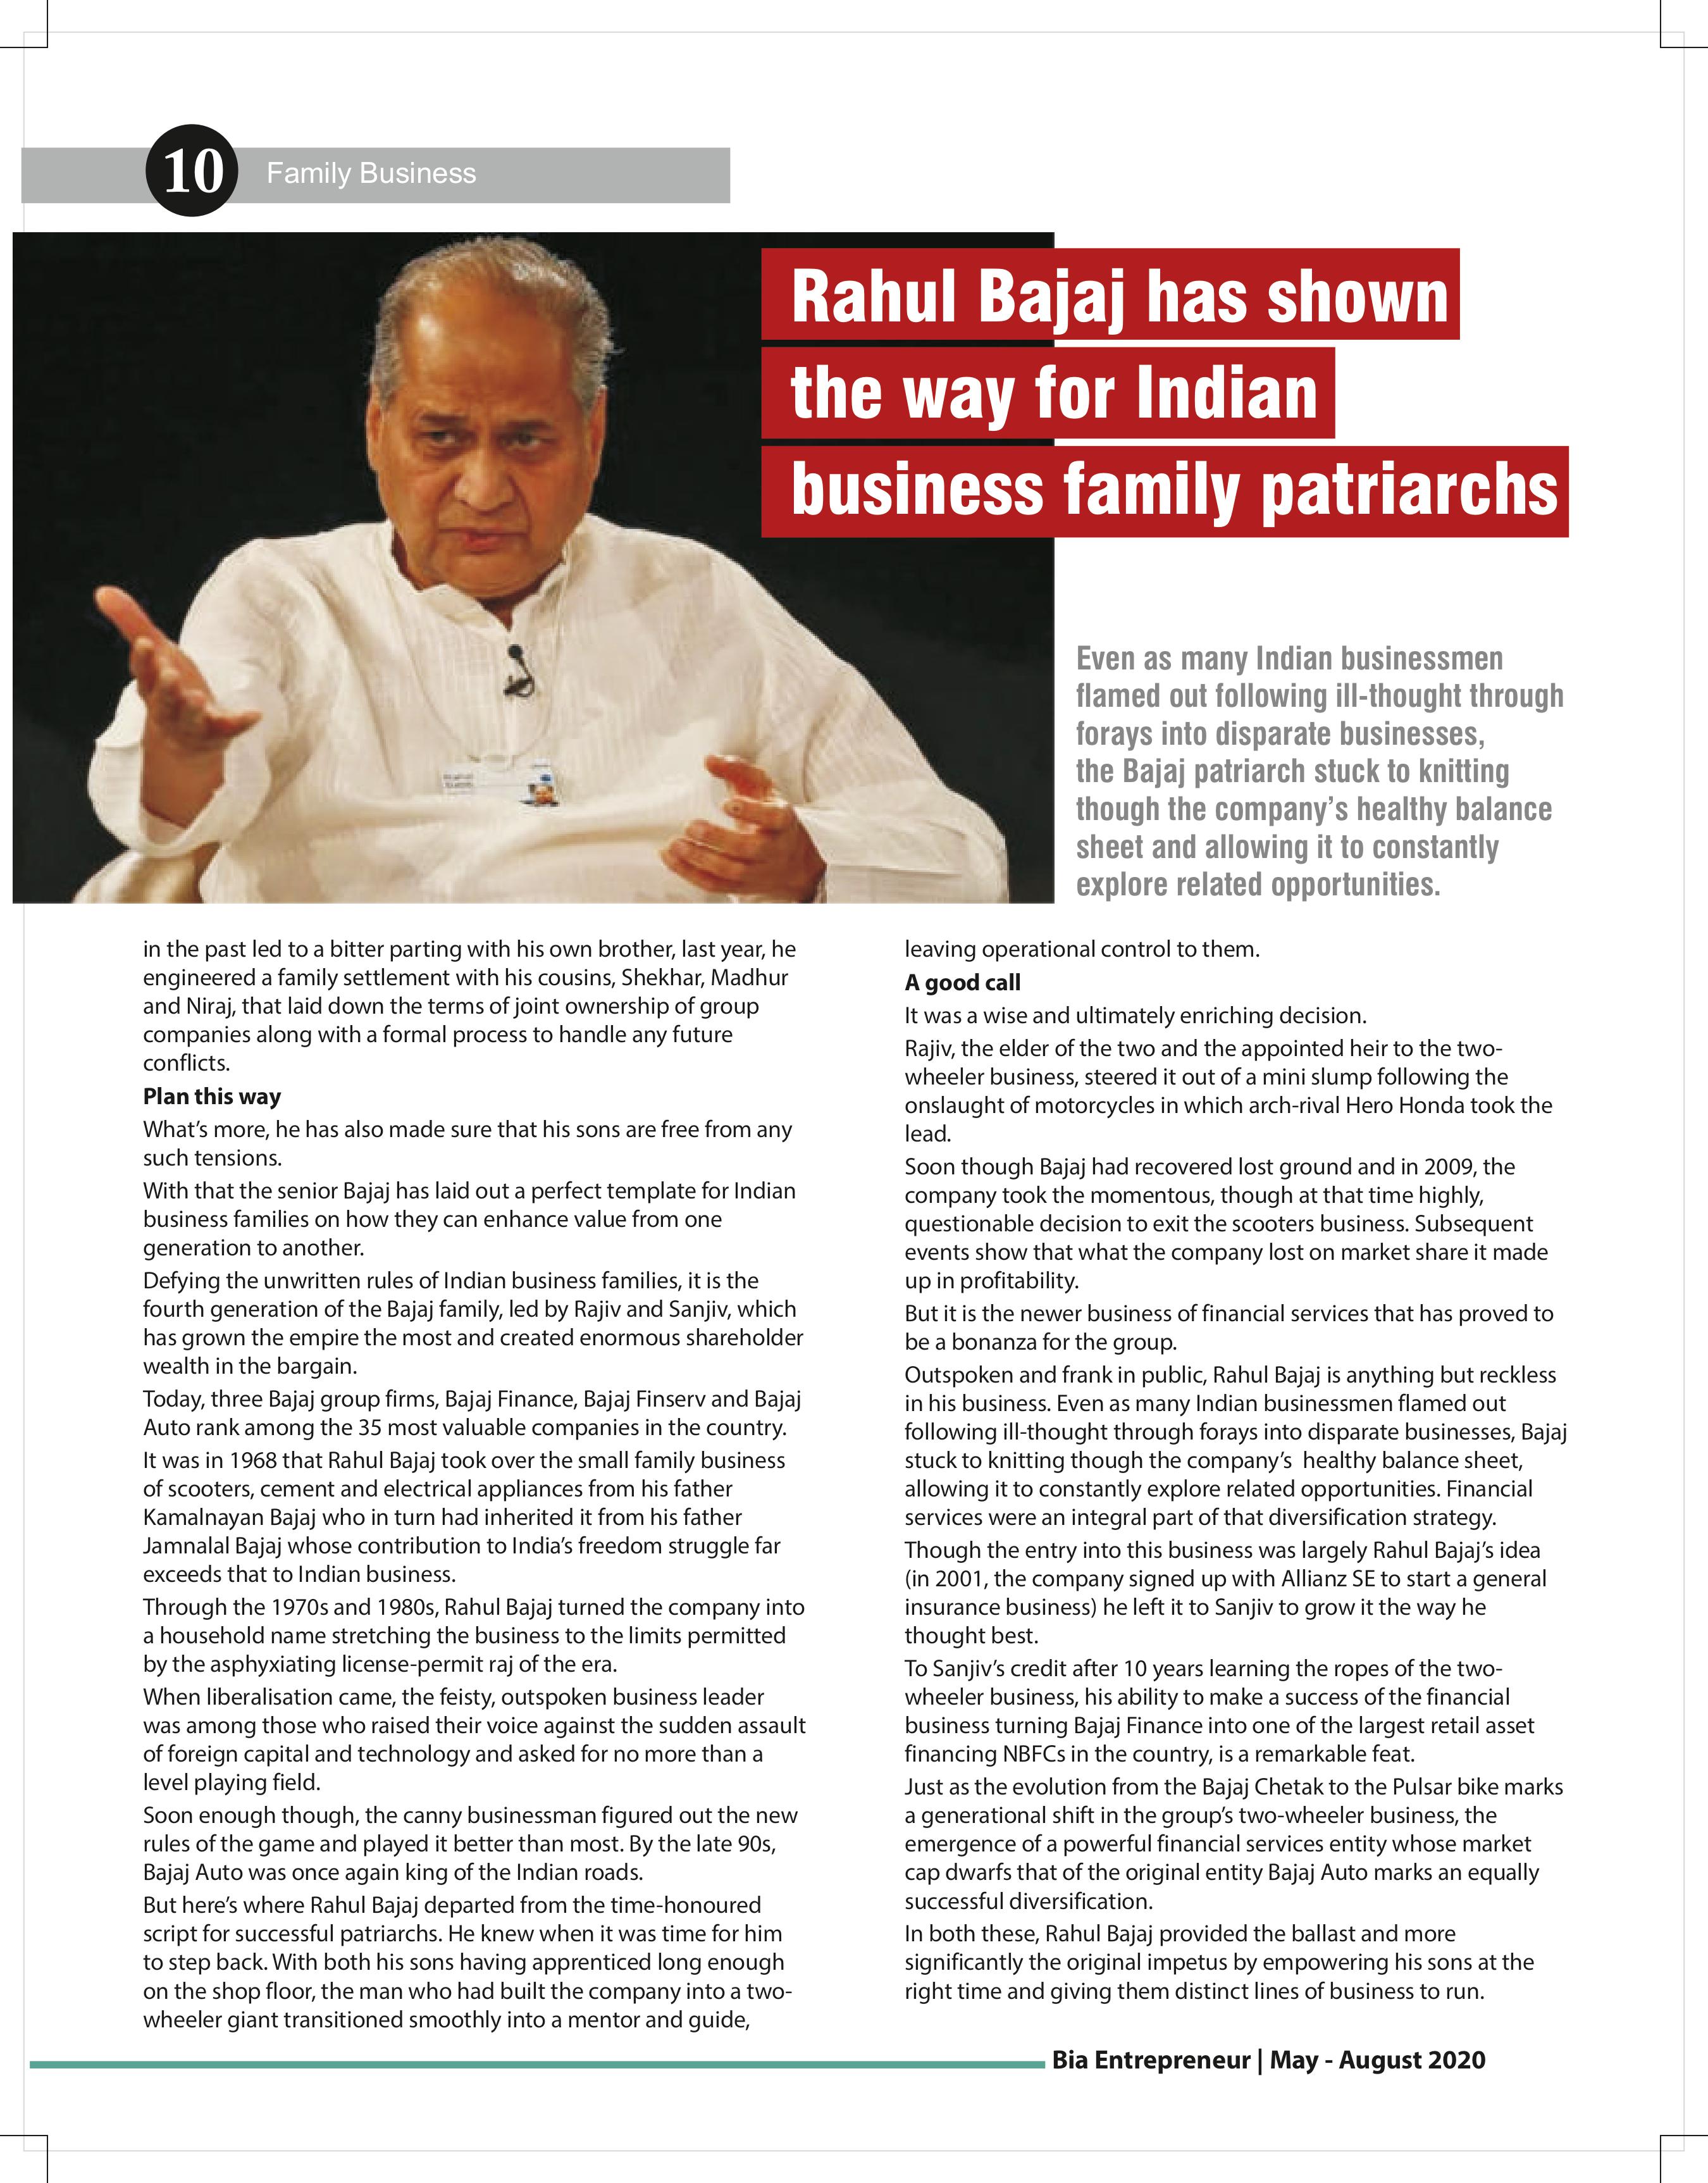 10
Family Business
Rahul Bajaj has shown
the way for Indian
business family patriarchs
Even as many Indian businessmen
flamed out following ill-thought through
forays into disparate businesses,
the Bajaj patriarch stuck to knitting
though the company’s healthy balance
sheet and allowing it to constantly
explore related opportunities.
in the past led to a bitter parting with his own brother, last year, he
engineered a family settlement with his cousins, Shekhar, Madhur
and Niraj, that laid down the terms of joint ownership of group
companies along with a formal process to handle any future
conflicts.
Plan this way
What’s more, he has also made sure that his sons are free from any
such tensions.
With that the senior Bajaj has laid out a perfect template for Indian
business families on how they can enhance value from one
generation to another.
Defying the unwritten rules of Indian business families, it is the
fourth generation of the Bajaj family, led by Rajiv and Sanjiv, which
has grown the empire the most and created enormous shareholder
wealth in the bargain.
Today, three Bajaj group firms, Bajaj Finance, Bajaj Finserv and Bajaj
Auto rank among the 35 most valuable companies in the country.
It was in 1968 that Rahul Bajaj took over the small family business
of scooters, cement and electrical appliances from his father
Kamalnayan Bajaj who in turn had inherited it from his father
Jamnalal Bajaj whose contribution to India’s freedom struggle far
exceeds that to Indian business.
Through the 1970s and 1980s, Rahul Bajaj turned the company into
a household name stretching the business to the limits permitted
by the asphyxiating license-permit raj of the era.
When liberalisation came, the feisty, outspoken business leader
was among those who raised their voice against the sudden assault
of foreign capital and technology and asked for no more than a
level playing field.
Soon enough though, the canny businessman figured out the new
rules of the game and played it better than most. By the late 90s,
Bajaj Auto was once again king of the Indian roads.
But here’s where Rahul Bajaj departed from the time-honoured
script for successful patriarchs. He knew when it was time for him
to step back. With both his sons having apprenticed long enough
on the shop floor, the man who had built the company into a two-
wheeler giant transitioned smoothly into a mentor and guide,
leaving operational control to them.
A good call
It was a wise and ultimately enriching decision.
Rajiv, the elder of the two and the appointed heir to the two-
wheeler business, steered it out of a mini slump following the
onslaught of motorcycles in which arch-rival Hero Honda took the
lead.
Soon though Bajaj had recovered lost ground and in 2009, the
company took the momentous, though at that time highly,
questionable decision to exit the scooters business. Subsequent
events show that what the company lost on market share it made
up in profitability.
But it is the newer business of financial services that has proved to
be a bonanza for the group.
Outspoken and frank in public, Rahul Bajaj is anything but reckless
in his business. Even as many Indian businessmen flamed out
following ill-thought through forays into disparate businesses, Bajaj
stuck to knitting though the company’s healthy balance sheet,
allowing it to constantly explore related opportunities. Financial
services were an integral part of that diversification strategy.
Though the entry into this business was largely Rahul Bajaj’s idea
(in 2001, the company signed up with Allianz SE to start a general
insurance business) he left it to Sanjiv to grow it the way he
thought best.
To Sanjiv’s credit after 10 years learning the ropes of the two-
wheeler business, his ability to make a success of the financial
business turning Bajaj Finance into one of the largest retail asset
financing NBFCs in the country, is a remarkable feat.
Just as the evolution from the Bajaj Chetak to the Pulsar bike marks
a generational shift in the group’s two-wheeler business, the
emergence of a powerful financial services entity whose market
cap dwarfs that of the original entity Bajaj Auto marks an equally
successful diversification.
In both these, Rahul Bajaj provided the ballast and more
significantly the original impetus by empowering his sons at the
right time and giving them distinct lines of business to run.
Bia Entrepreneur | May - August 2020